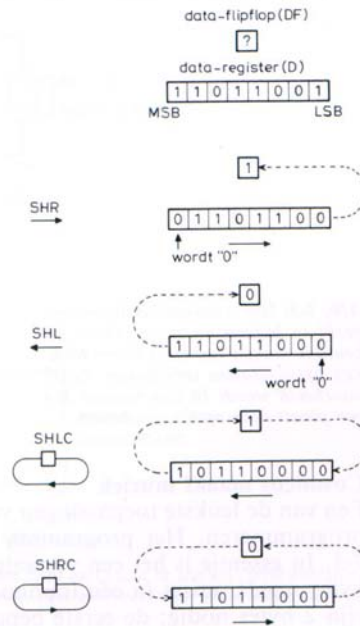 data-flipflop (DF)
?
data-register (D)
1 1 0 1 1 0 0 1
MSB LSB
1
SHR
0 1 1 0 1 1 0 0
wordt "0"
0
SHL
1 1 0 1 1 0 0 0
wordt "0"
1
SHLC
1 0 1 1 0 0 0 0
0
SHRC
1 0 1 1 0 0 0 0